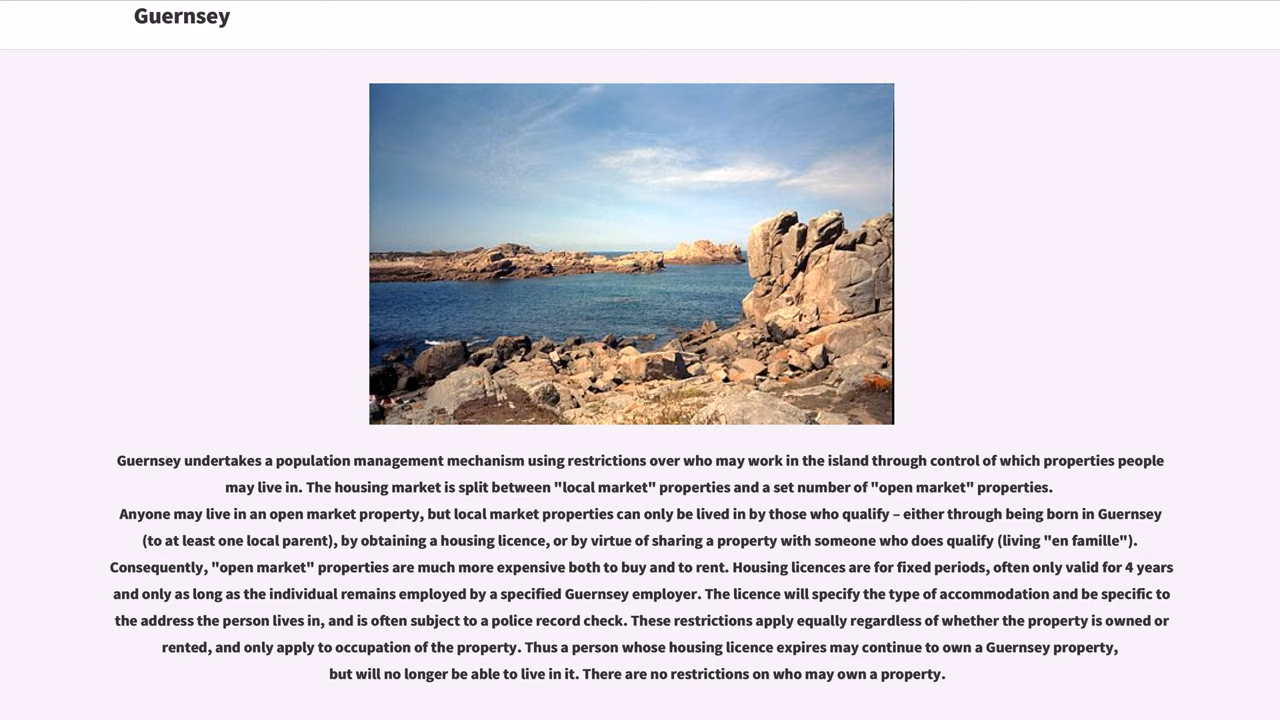 Guernsey
Guernsey undertakes a population management mechanism using restrictions over who may work in the island through control of which properties people
may live in. The housing market is split between "local market" properties and a set number of "open market" properties.
Anyone may live in an open market property, but local market properties can only be lived in by those who qualify – either through being born in Guernsey
(to at least one local parent), by obtaining a housing licence, or by virtue of sharing a property with someone who does qualify (living "en famille").
Consequently, "open market" properties are much more expensive both to buy and to rent. Housing licences are for fixed periods, often only valid for 4 years
and only as long as the individual remains employed by a specified Guernsey employer. The licence will specify the type of accommodation and be specific to
the address the person lives in, and is often subject to a police record check. These restrictions apply equally regardless of whether the property is owned or
rented, and only apply to occupation of the property. Thus a person whose housing licence expires may continue to own a Guernsey property,
but will no longer be able to live in it. There are no restrictions on who may own a property.